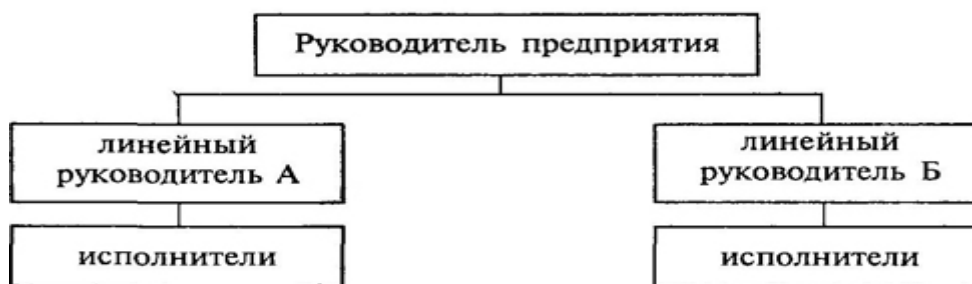 Руководитель предприятия
линейный
руководитель А
линейный
руководитель Б
исполнители
исполнители